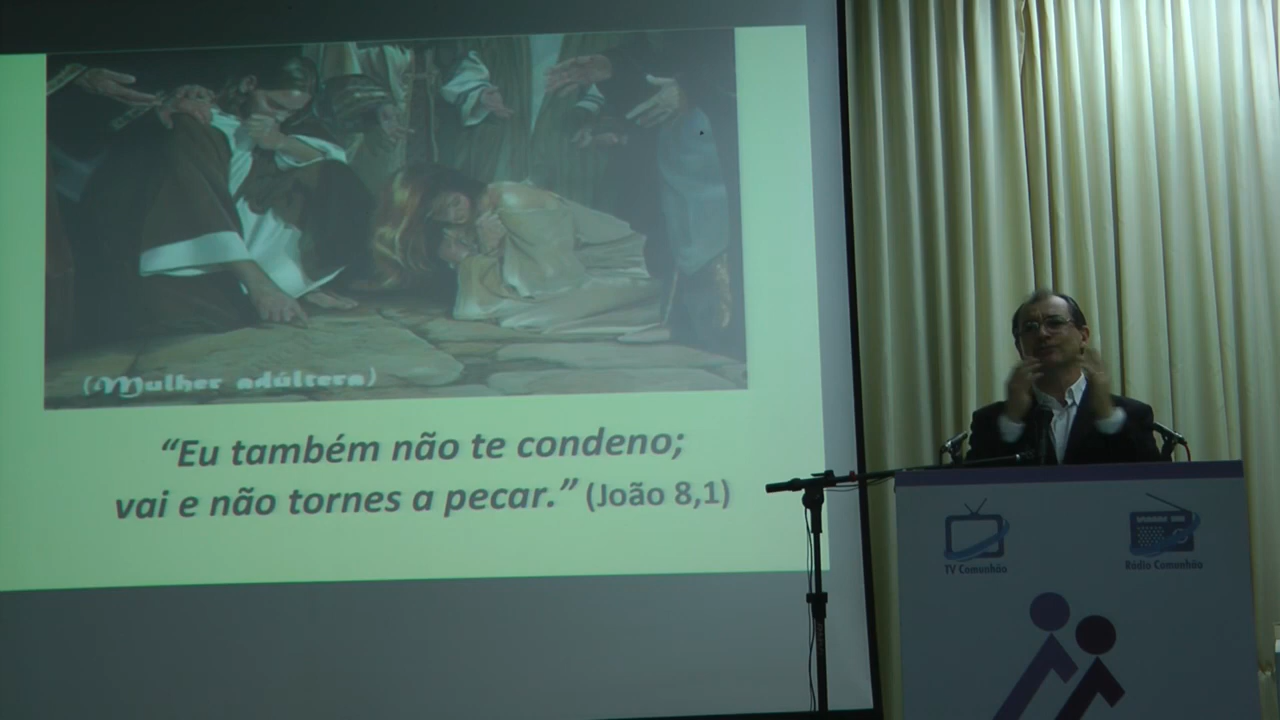 (Mulher adúltera)
“Eu também não te condeno;
vai e não tornes a pecar.” (João 8,1)
TV Comunhão
Rádio Comunhão